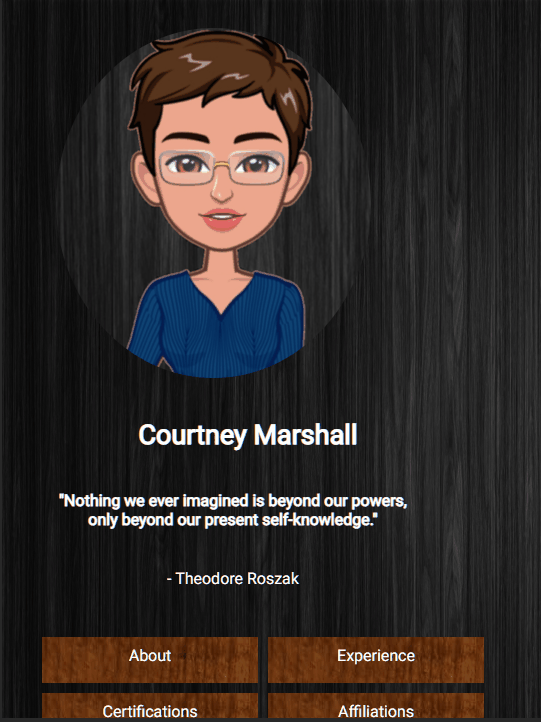 Courtney Marshall
"Nothing we ever imagined is beyond our powers,
only beyond our present self-knowledge."
- Theodore Roszak
About
Experience
Certifications
Affiliations